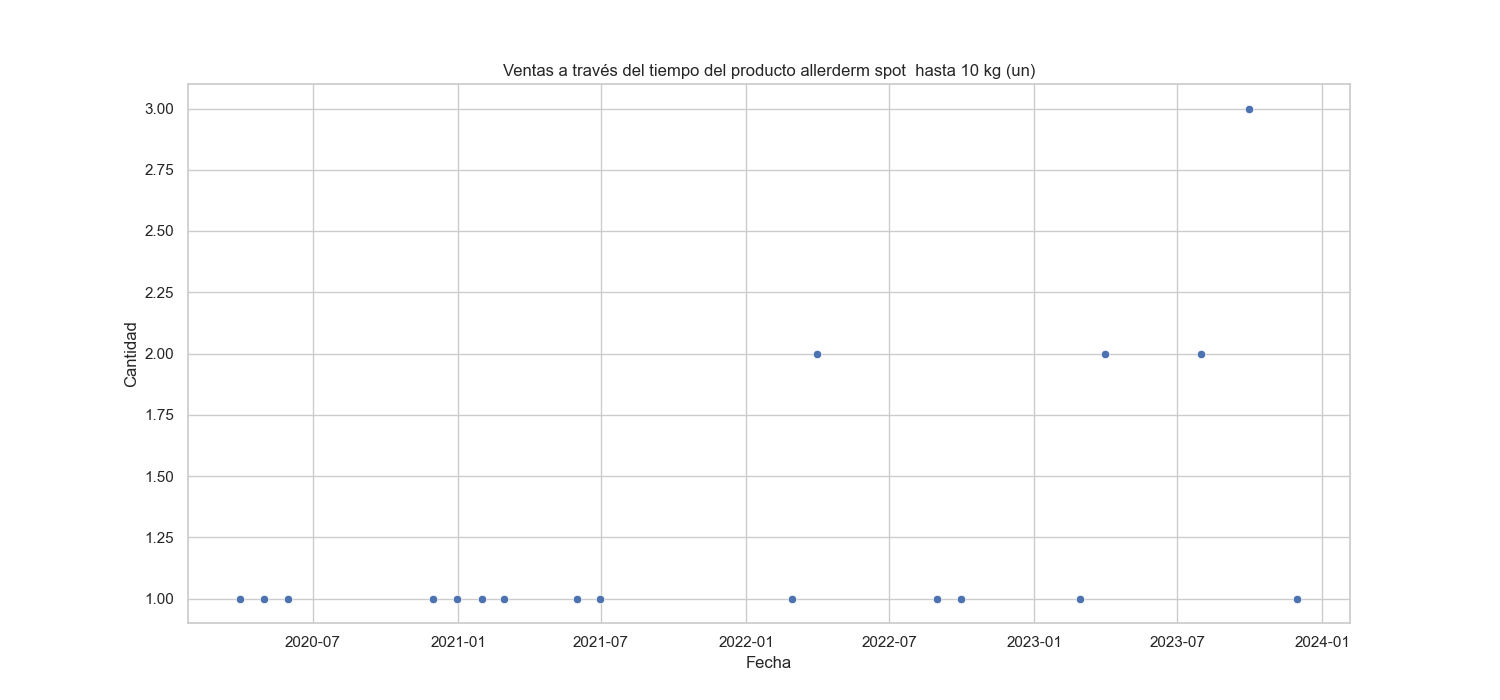 Ventas a través del tiempo del producto allerderm spot  hasta 10 kg (un)
3.00
2.75
2.50
2.25
2.00
1.75
1.50
1.25
1.00
Cantidad
2020-07 2021-01 2021-07 2022-01 2022-07 2023-01 2023-07 2024-01
Fecha